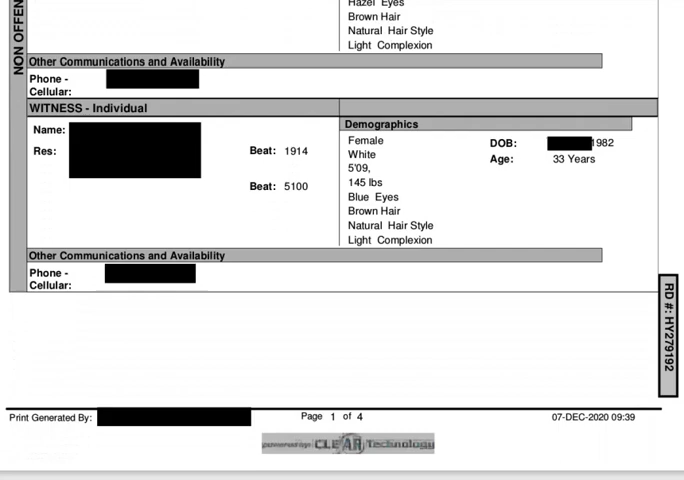 Hazel Eyes
Brown Hair
Natural Hair Style
Light Complexion
NON OFFEN
Other Communications and Availability
Phone -
Cellular:
WITNESS - Individual
Demographics
Name:
Res:
Beat: 1914
Beat: 5100
Female
White
5'09,
145 lbs
Blue Eyes
Brown Hair
Natural Hair Style
Light Complexion
DOB: 1982
Age: 33 Years
Other Communications and Availability
Phone -
Cellular:
RD #: HY279192
Print Generated By:
Page 1 of 4
07-DEC-2020 09:39
CLEAR Technology